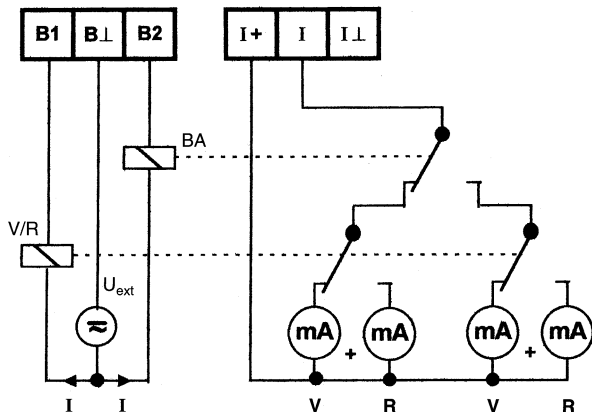 B1 B⊥ B2 I+ I I⊥
BA
V/R
U_ext
mA mA mA mA
+ +
I I V R V R